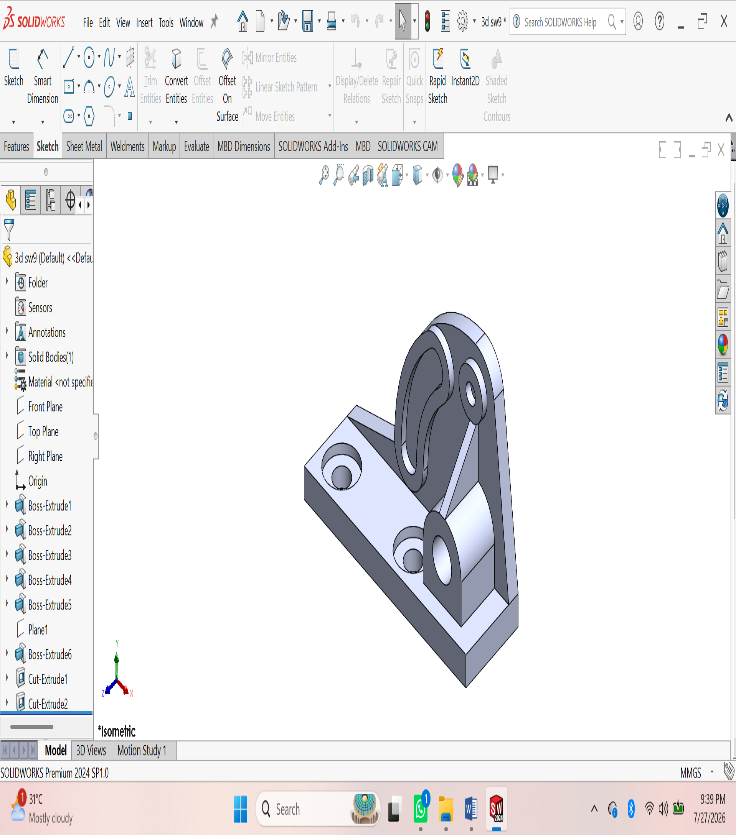 SOLIDWORKS
File Edit View Insert Tools Window
3d sw9 *
Search SOLIDWORKS Help
Sketch
Smart Dimension
Trim Entities
Convert Entities
Offset Entities
Offset On Surface
Mirror Entities
Linear Sketch Pattern
Move Entities
Display/Delete Relations
Repair Sketch
Quick Snaps
Rapid Sketch
Instant2D
Shaded Sketch Contours
Features Sketch Sheet Metal Weldments Markup Evaluate MBD Dimensions SOLIDWORKS Add-Ins MBD SOLIDWORKS CAM
3d sw9 (Default) <<Defau
Folder
Sensors
Annotations
Solid Bodies(1)
Material <not specifie
Front Plane
Top Plane
Right Plane
Origin
Boss-Extrude1
Boss-Extrude2
Boss-Extrude3
Boss-Extrude4
Boss-Extrude5
Plane1
Boss-Extrude6
Cut-Extrude1
Cut-Extrude2
Y
Z X
*Isometric
Model 3D Views Motion Study 1
SOLIDWORKS Premium 2024 SP1.0
MMGS
1
31°C
Mostly cloudy
Search
1
9:39 PM
7/27/2026